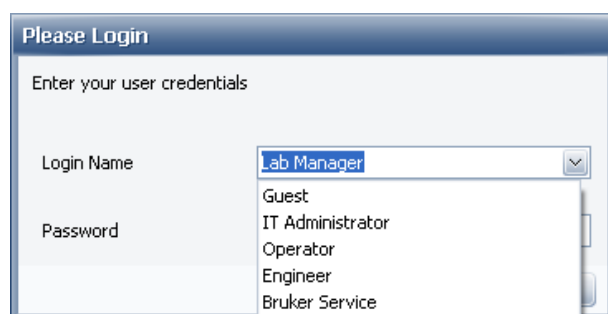 Please Login
Enter your user credentials
Login Name
Lab Manager
Guest
IT Administrator
Password
Operator
Engineer
Bruker Service